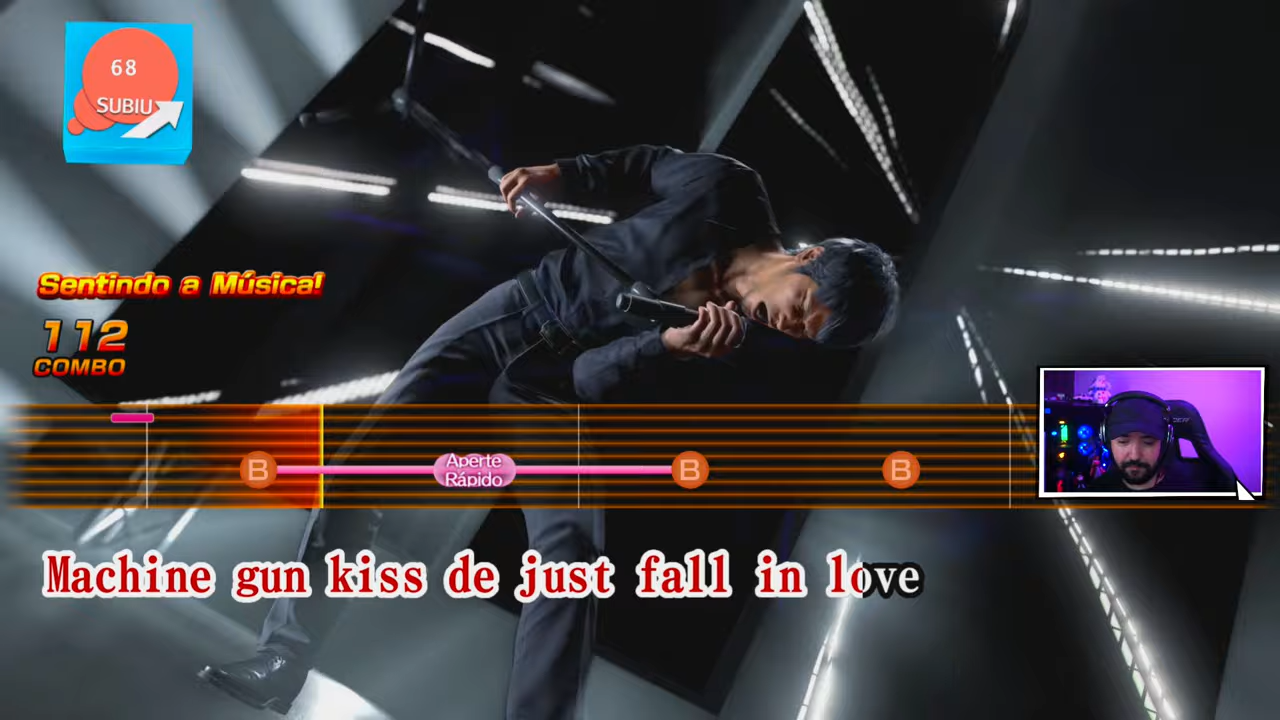 68
SUBIU
Sentindo a Música!
112
COMBO
B
Aperte
Rápido
B
B
Machine gun kiss de just fall in love